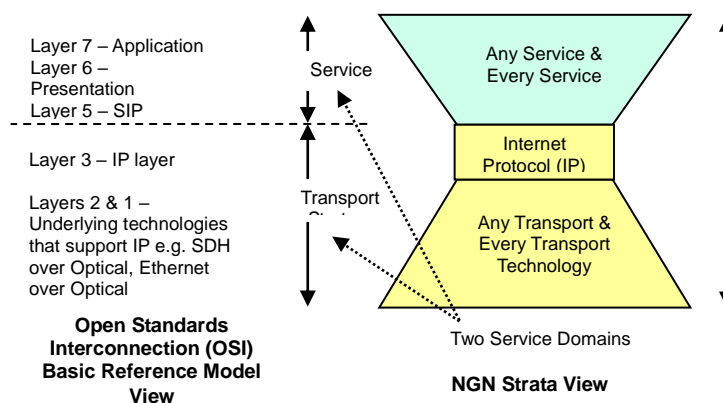 Layer 7 – Application
Layer 6 –
Presentation
Layer 5 – SIP
Service
Layer 3 – IP layer
Layers 2 & 1 –
Underlying technologies
that support IP e.g. SDH
over Optical, Ethernet
over Optical
Transport
Open Standards
Interconnection (OSI)
Basic Reference Model
View
Any Service &
Every Service
Internet
Protocol (IP)
Any Transport &
Every Transport
Technology
Two Service Domains
NGN Strata View